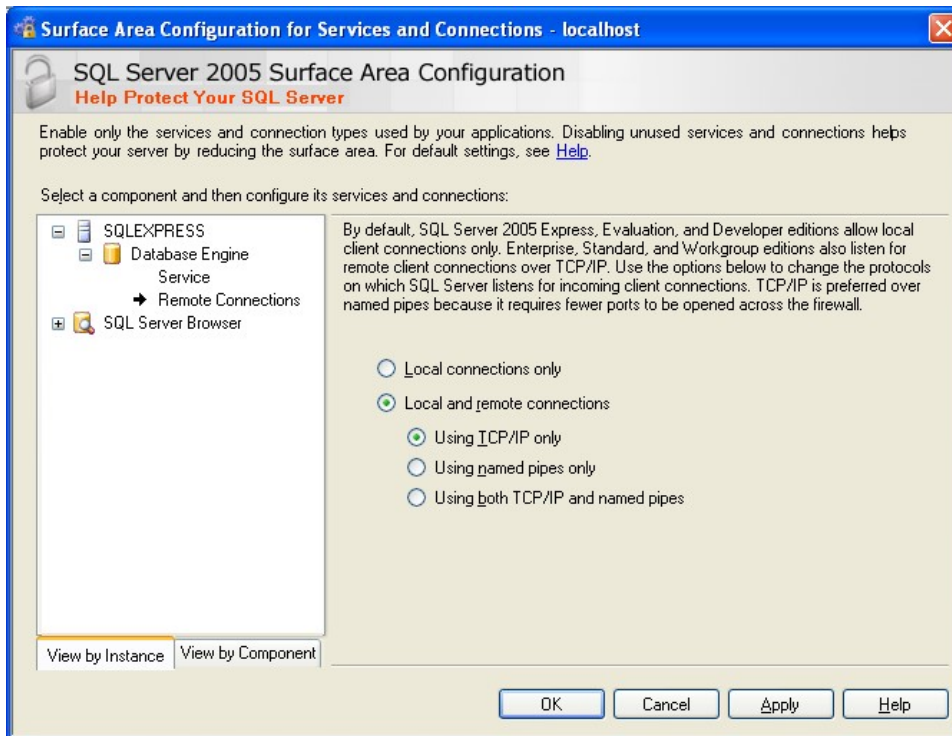 Surface Area Configuration for Services and Connections - localhost
SQL Server 2005 Surface Area Configuration
Help Protect Your SQL Server
Enable only the services and connection types used by your applications. Disabling unused services and connections helps
protect your server by reducing the surface area. For default settings, see Help.
Select a component and then configure its services and connections:
SQLEXPRESS
Database Engine
Service
Remote Connections
SQL Server Browser
By default, SQL Server 2005 Express, Evaluation, and Developer editions allow local
client connections only. Enterprise, Standard, and Workgroup editions also listen for
remote client connections over TCP/IP. Use the options below to change the protocols
on which SQL Server listens for incoming client connections. TCP/IP is preferred over
named pipes because it requires fewer ports to be opened across the firewall.
Local connections only
Local and remote connections
Using TCP/IP only
Using named pipes only
Using both TCP/IP and named pipes
View by Instance
View by Component
OK
Cancel
Apply
Help